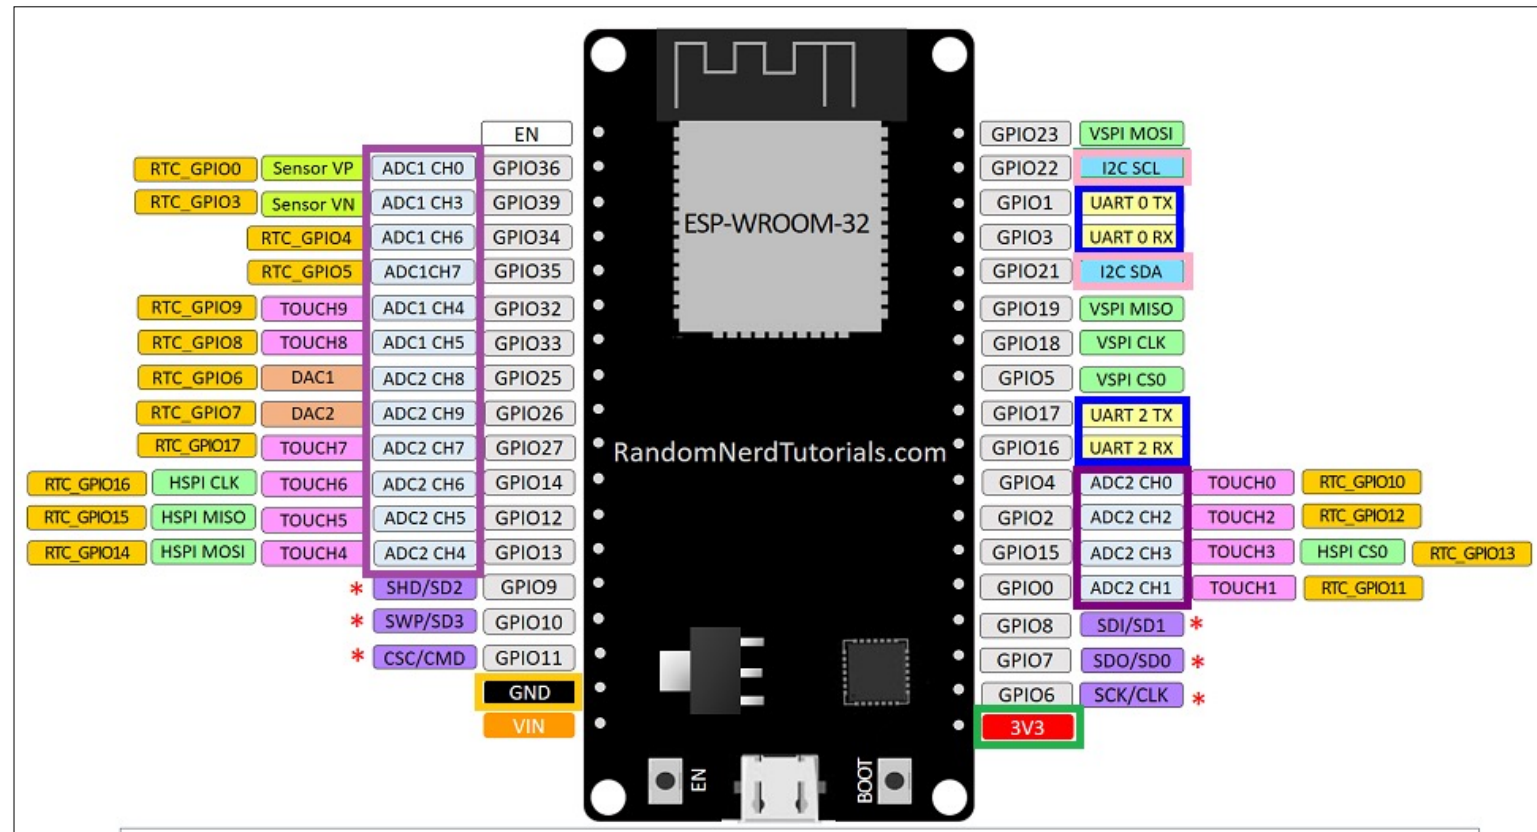 EN GPIO23 VSPI MOSI
RTC_GPIO0 Sensor VP ADC1 CH0 GPIO36 GPIO22 I2C SCL
RTC_GPIO3 Sensor VN ADC1 CH3 GPIO39 GPIO1 UART 0 TX
ESP-WROOM-32
RTC_GPIO4 ADC1 CH6 GPIO34 GPIO3 UART 0 RX
RTC_GPIO5 ADC1CH7 GPIO35 GPIO21 I2C SDA
RTC_GPIO9 TOUCH9 ADC1 CH4 GPIO32 GPIO19 VSPI MISO
RTC_GPIO8 TOUCH8 ADC1 CH5 GPIO33 GPIO18 VSPI CLK
RTC_GPIO6 DAC1 ADC2 CH8 GPIO25 GPIO5 VSPI CS0
RTC_GPIO7 DAC2 ADC2 CH9 GPIO26 GPIO17 UART 2 TX
RTC_GPIO17 TOUCH7 ADC2 CH7 GPIO27 RandomNerdTutorials.com GPIO16 UART 2 RX
RTC_GPIO16 HSPI CLK TOUCH6 ADC2 CH6 GPIO14 GPIO4 ADC2 CH0 TOUCH0 RTC_GPIO10
RTC_GPIO15 HSPI MISO TOUCH5 ADC2 CH5 GPIO12 GPIO2 ADC2 CH2 TOUCH2 RTC_GPIO12
RTC_GPIO14 HSPI MOSI TOUCH4 ADC2 CH4 GPIO13 GPIO15 ADC2 CH3 TOUCH3 HSPI CS0 RTC_GPIO13
* SHD/SD2 GPIO9 GPIO0 ADC2 CH1 TOUCH1 RTC_GPIO11
* SWP/SD3 GPIO10 GPIO8 SDI/SD1 *
* CSC/CMD GPIO11 GPIO7 SDO/SD0 *
GND GPIO6 SCK/CLK *
VIN 3V3
EN BOOT